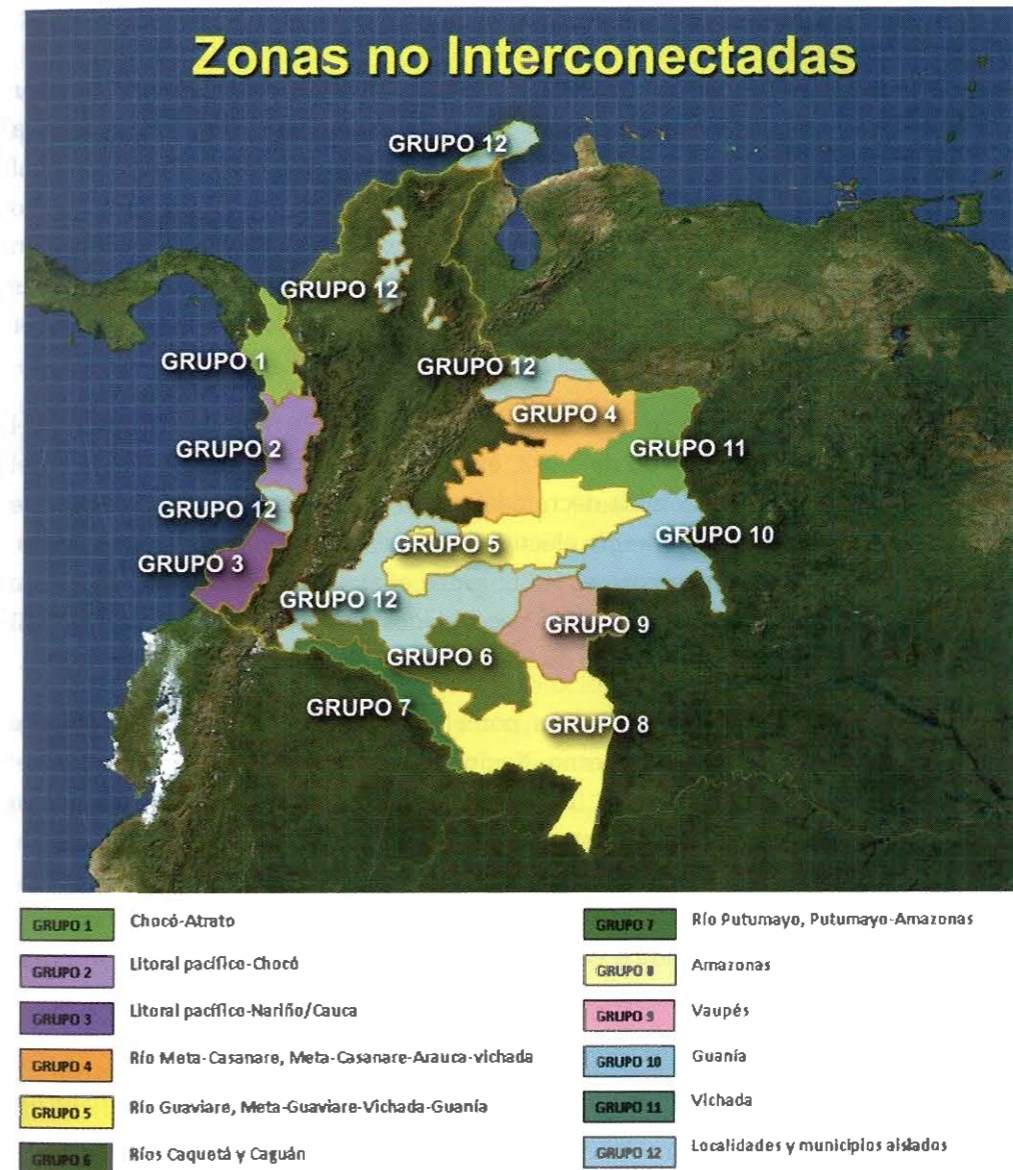 Zonas no Interconectadas
GRUPO 12
GRUPO 12
GRUPO 1
GRUPO 12
GRUPO 4
GRUPO 2
GRUPO 11
GRUPO 12
GRUPO 5
GRUPO 10
GRUPO 3
GRUPO 12
GRUPO 9
GRUPO 6
GRUPO 7
GRUPO 8
GRUPO 1 Chocó-Atrato
GRUPO 2 Litoral pacífico-Chocó
GRUPO 3 Litoral pacífico-Nariño/Cauca
GRUPO 4 Río Meta-Casanare, Meta-Casanare-Arauca-vichada
GRUPO 5 Río Guaviare, Meta-Guaviare-Vichada-Guanía
GRUPO 6 Ríos Caquetá y Caguán
GRUPO 7 Río Putumayo, Putumayo-Amazonas
GRUPO 8 Amazonas
GRUPO 9 Vaupés
GRUPO 10 Guanía
GRUPO 11 Vichada
GRUPO 12 Localidades y municipios aislados